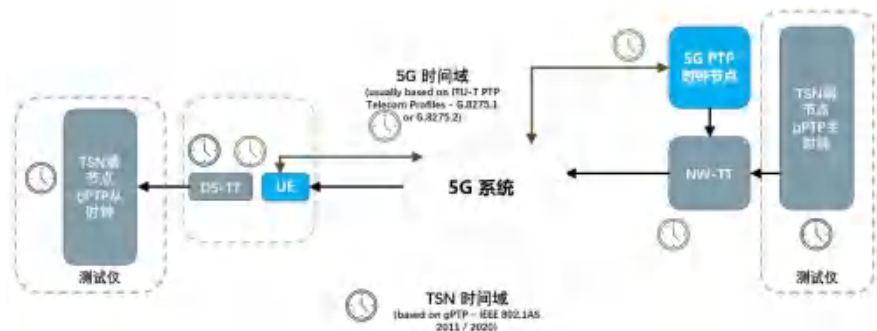 5G 时间域
(usually based on ITU-T PTP
Telecom Profiles - G.8275.1
or G.8275.2)
5G PTP
时钟节点
TSN端
节点
gPTP主
时钟
TSN端
节点
gPTP从
时钟
DS-TT
UE
5G 系统
NW-TT
测试仪
测试仪
TSN 时间域
(based on gPTP - IEEE 802.1AS
2011 / 2020)